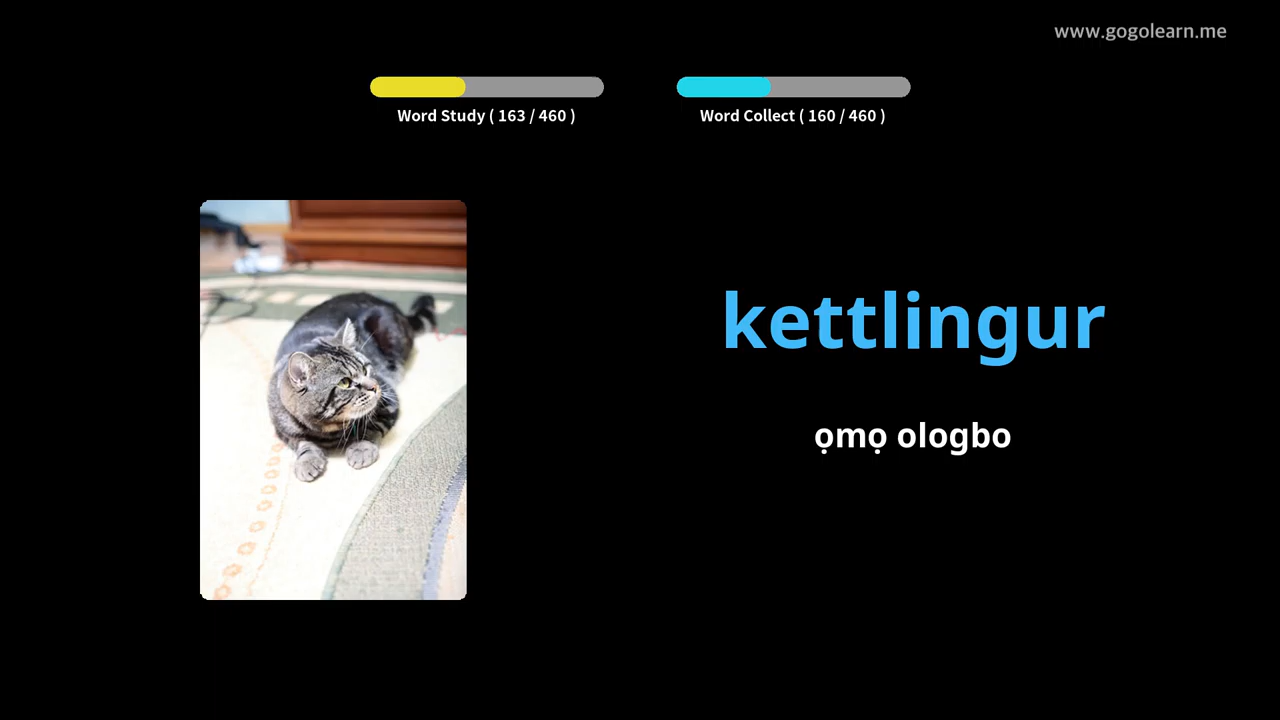 www.gogolearn.me
Word Study ( 163 / 460 )
Word Collect ( 160 / 460 )
kettlingur
ọmọ ologbo